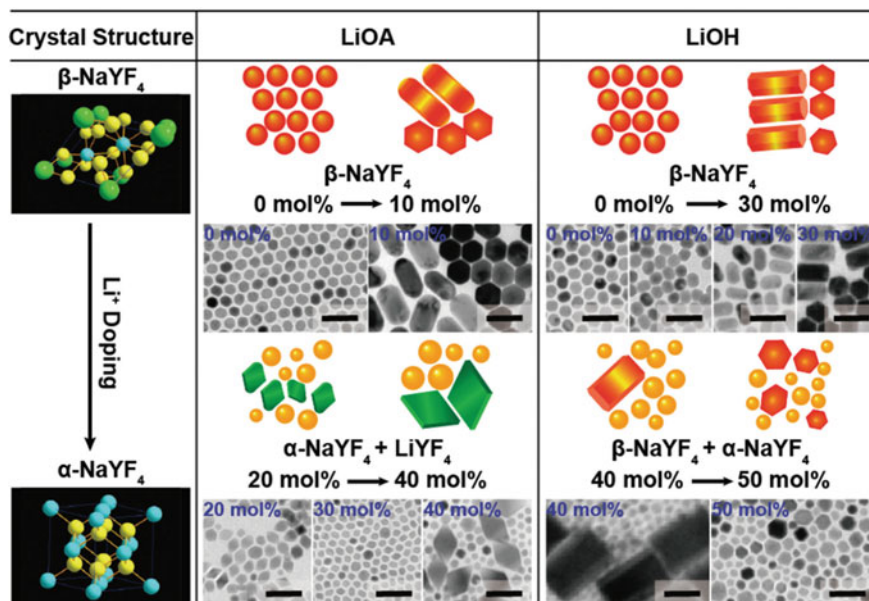 Crystal Structure
LiOA
LiOH
β-NaYF₄
Li⁺ Doping
α-NaYF₄
β-NaYF₄
0 mol% → 10 mol%
0 mol%
10 mol%
α-NaYF₄ + LiYF₄
20 mol% → 40 mol%
20 mol%
30 mol%
40 mol%
β-NaYF₄
0 mol% → 30 mol%
0 mol%
10 mol%
20 mol%
30 mol%
β-NaYF₄ + α-NaYF₄
40 mol% → 50 mol%
40 mol%
50 mol%